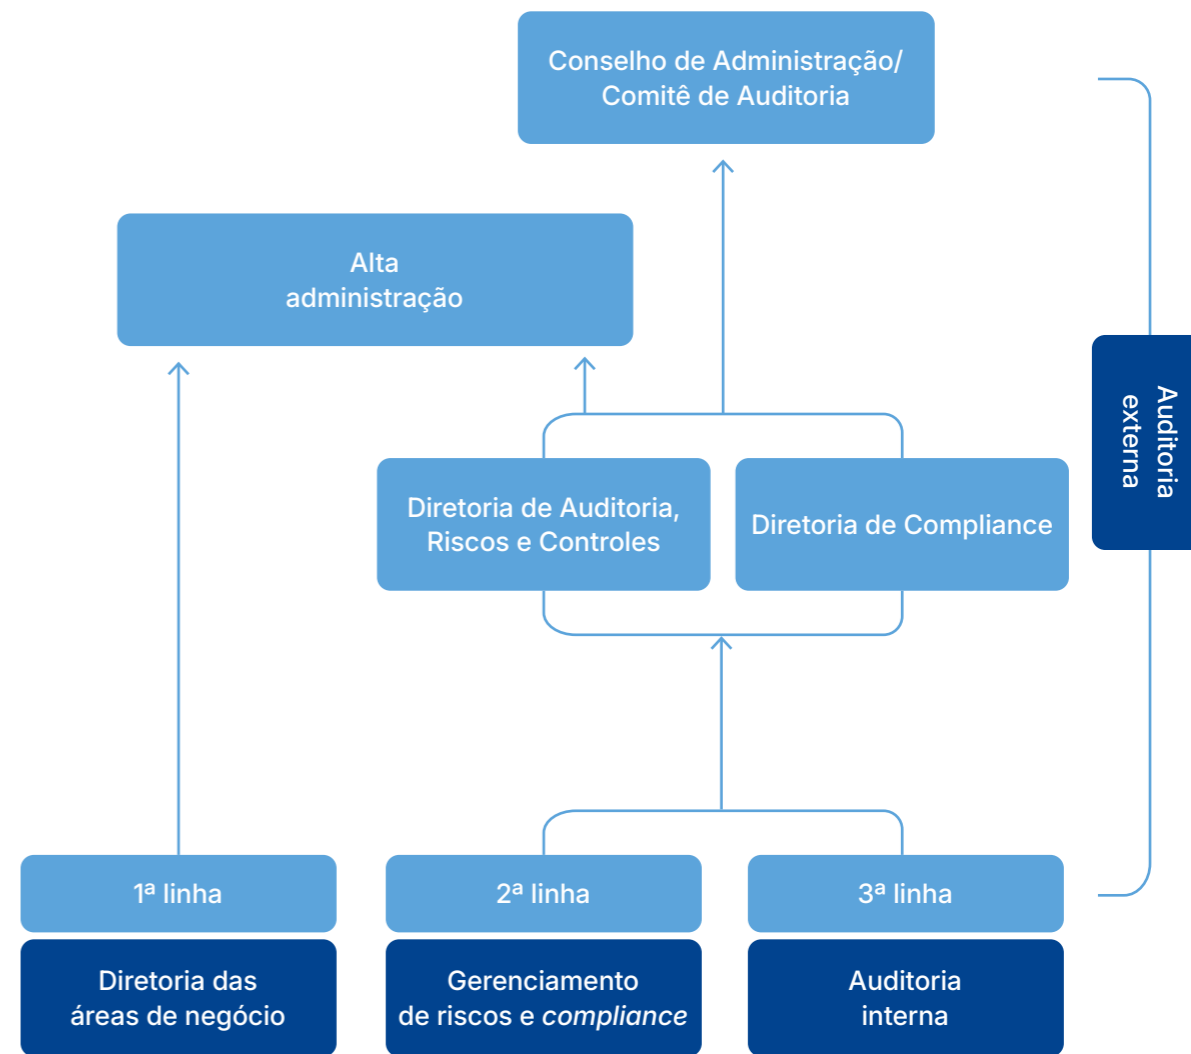 Conselho de Administração/
Comitê de Auditoria
Alta
administração
Diretoria de Auditoria,
Riscos e Controles
Diretoria de Compliance
Auditoria
externa
1ª linha
2ª linha
3ª linha
Diretoria das
áreas de negócio
Gerenciamento
de riscos e compliance
Auditoria
interna